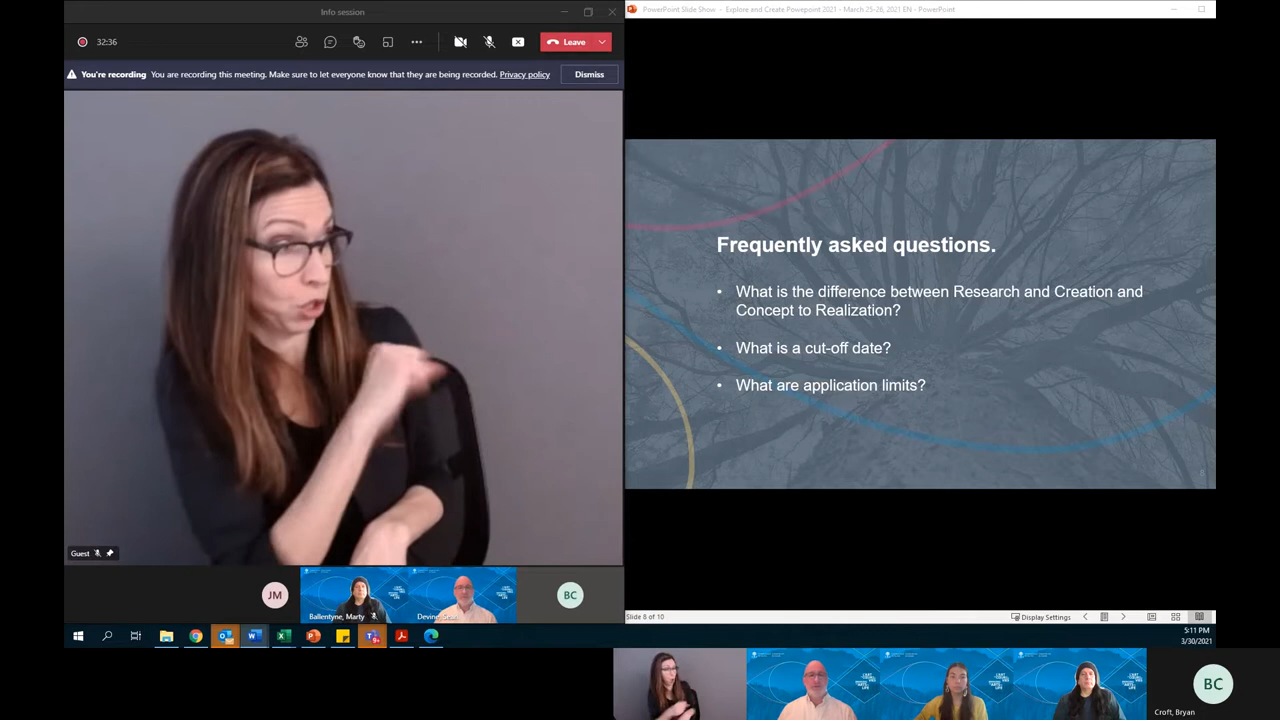 Info session
PowerPoint Slide Show - Explore and Create Powepoint 2021 - March 25-26, 2021 EN - PowerPoint
32:36
Leave
You're recording You are recording this meeting. Make sure to let everyone know that they are being recorded. Privacy policy
Dismiss
Frequently asked questions.
• What is the difference between Research and Creation and
Concept to Realization?
• What is a cut-off date?
• What are application limits?
8
Guest
JM
Ballentyne, Marty
BC
Slide 8 of 10
Display Settings
5:11 PM
3/30/2021
BC
Croft, Bryan